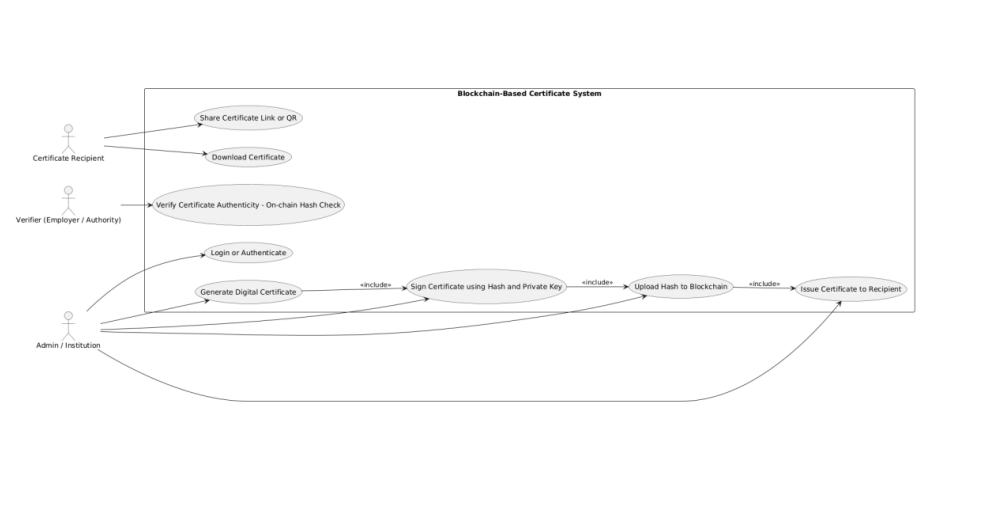 Blockchain-Based Certificate System
Share Certificate Link or QR
Certificate Recipient
Download Certificate
Verify Certificate Authenticity - On-chain Hash Check
Verifier (Employer / Authority)
Login or Authenticate
Generate Digital Certificate
«include»
Sign Certificate using Hash and Private Key
«include»
Upload Hash to Blockchain
«include»
Issue Certificate to Recipient
Admin / Institution